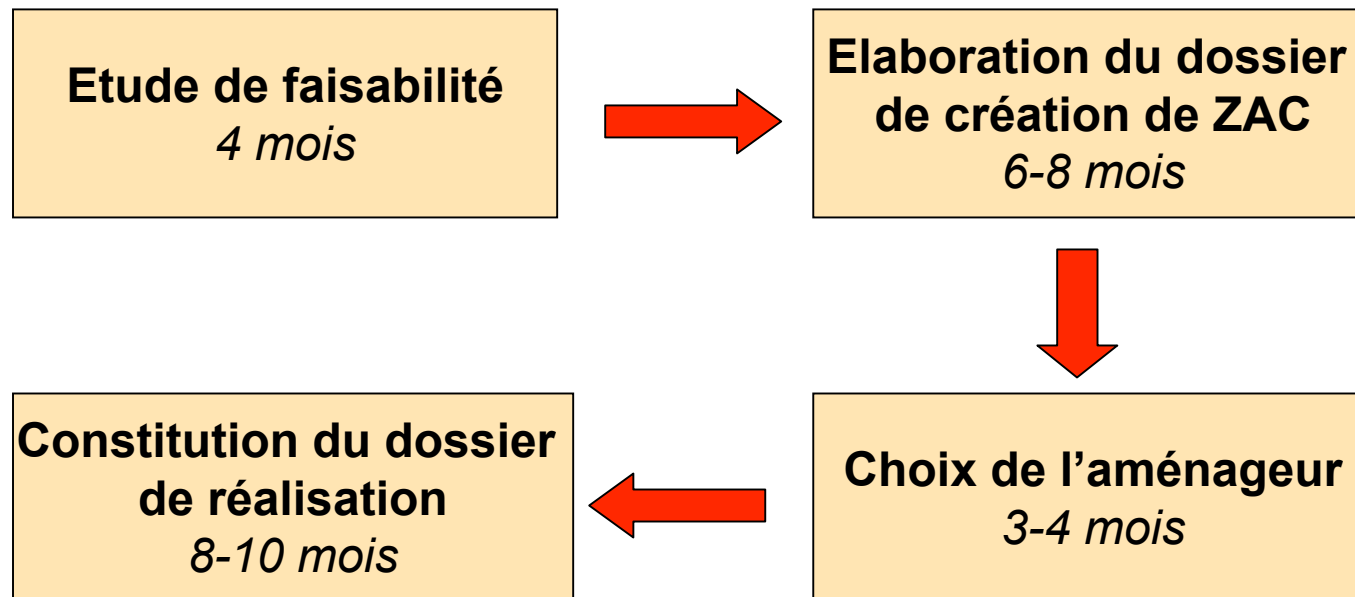 Etude de faisabilité
4 mois
Elaboration du dossier
de création de ZAC
6-8 mois
Choix de l’aménageur
3-4 mois
Constitution du dossier
de réalisation
8-10 mois